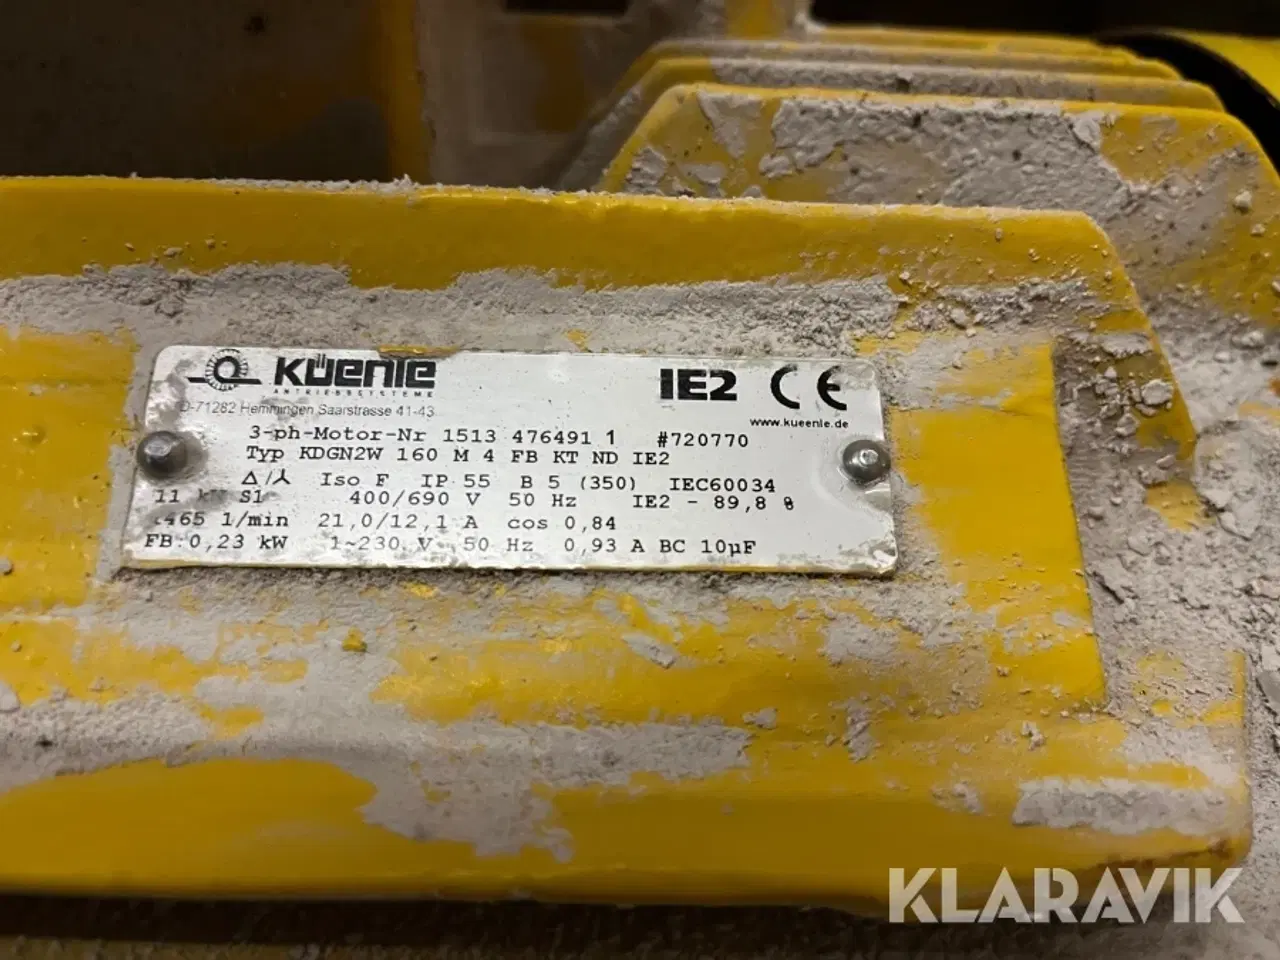 KÜENLE IE2 CE
ANTRIEBSSYSTEME
D-71282 Hemmingen Saarstrasse 41-43 www.kueenle.de
3-ph-Motor-Nr 1513 476491 1 #720770
Typ KDGN2W 160 M 4 FB KT ND IE2
Δ/⅄ Iso F IP 55 B 5 (350) IEC60034
11 kW S1 400/690 V 50 Hz IE2 - 89,8 %
1465 1/min 21,0/12,1 A cos 0,84
FB 0,23 kW 1~230 V 50 Hz 0,93 A BC 10µF
KLARAVIK